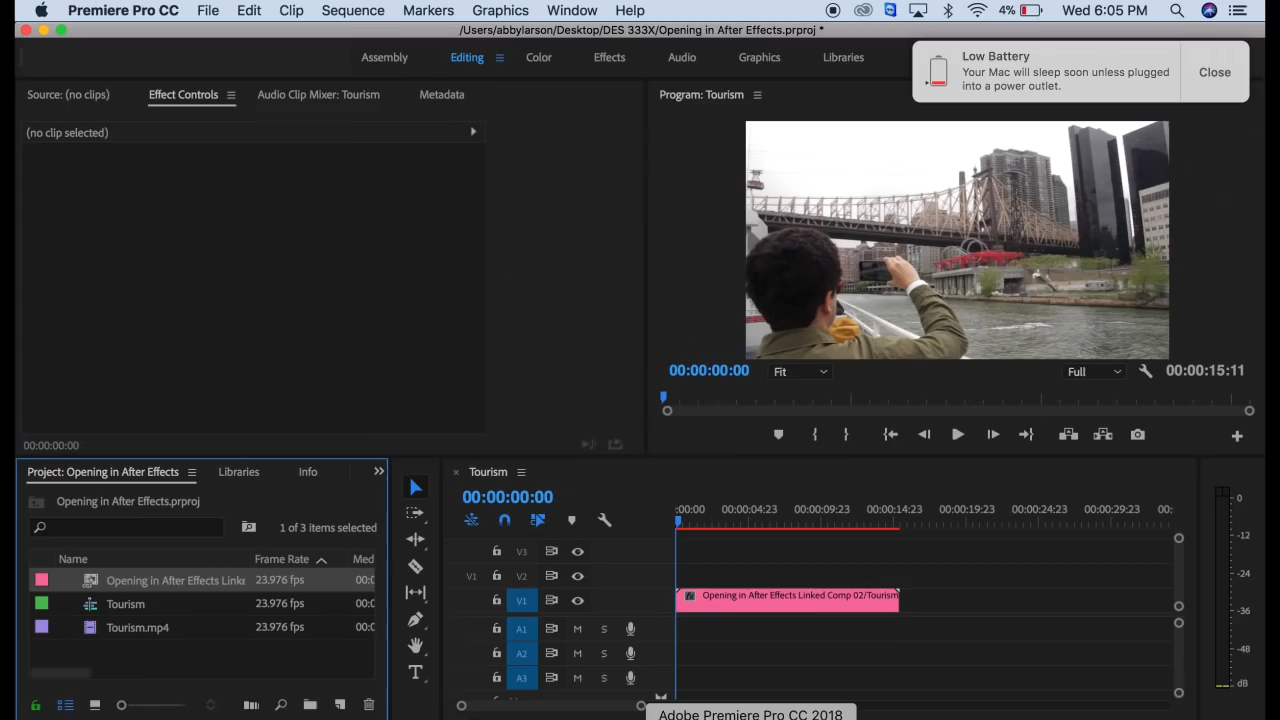 Premiere Pro CC File Edit Clip Sequence Markers Graphics Window Help 4% Wed 6:05 PM
/Users/abbylarson/Desktop/DES 333X/Opening in After Effects.prproj *
Assembly Editing Color Effects Audio Graphics Libraries
Low Battery
Your Mac will sleep soon unless plugged
into a power outlet.
Close
Source: (no clips) Effect Controls Audio Clip Mixer: Tourism Metadata
(no clip selected)
00:00:00:00
Program: Tourism
00:00:00:00 Fit Full 00:00:15:11
Project: Opening in After Effects Libraries Info
Opening in After Effects.prproj
1 of 3 items selected
Name Frame Rate Med
Opening in After Effects Linke 23.976 fps 00:0
Tourism 23.976 fps 00:0
Tourism.mp4 23.976 fps 00:0
Tourism
00:00:00:00
:00:00 00:00:04:23 00:00:09:23 00:00:14:23 00:00:19:23 00:00:24:23 00:00:29:23 00:
V3
V1 V2
V1 Opening in After Effects Linked Comp 02/Tourism
A1 M S
A2 M S
A3 M S
0
-12
-24
-36
-48
dB
Adobe Premiere Pro CC 2018